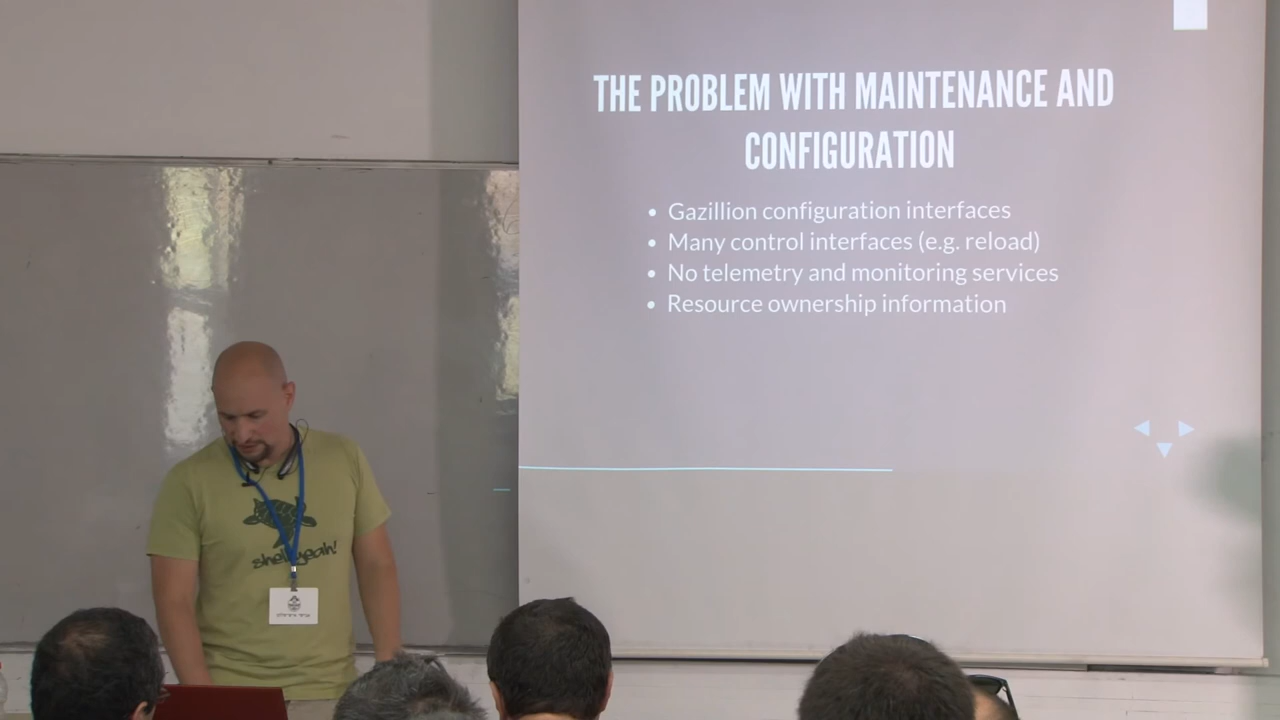 THE PROBLEM WITH MAINTENANCE AND
CONFIGURATION
• Gazillion configuration interfaces
• Many control interfaces (e.g. reload)
• No telemetry and monitoring services
• Resource ownership information
shell yeah!